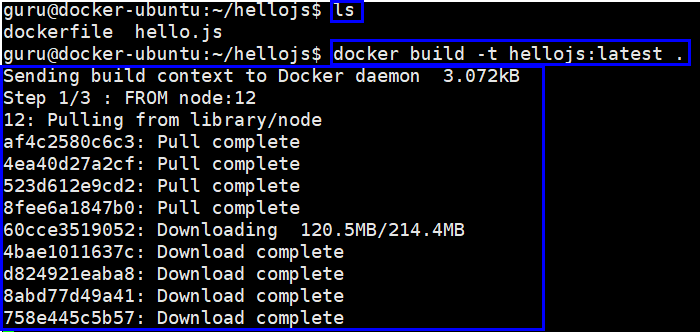 guru@docker-ubuntu:~/hellojs$ ls
dockerfile  hello.js
guru@docker-ubuntu:~/hellojs$ docker build -t hellojs:latest .
Sending build context to Docker daemon  3.072kB
Step 1/3 : FROM node:12
12: Pulling from library/node
af4c2580c6c3: Pull complete
4ea40d27a2cf: Pull complete
523d612e9cd2: Pull complete
8fee6a1847b0: Pull complete
60cce3519052: Downloading  120.5MB/214.4MB
4bae1011637c: Download complete
d824921eaba8: Download complete
8abd77d49a41: Download complete
758e445c5b57: Download complete